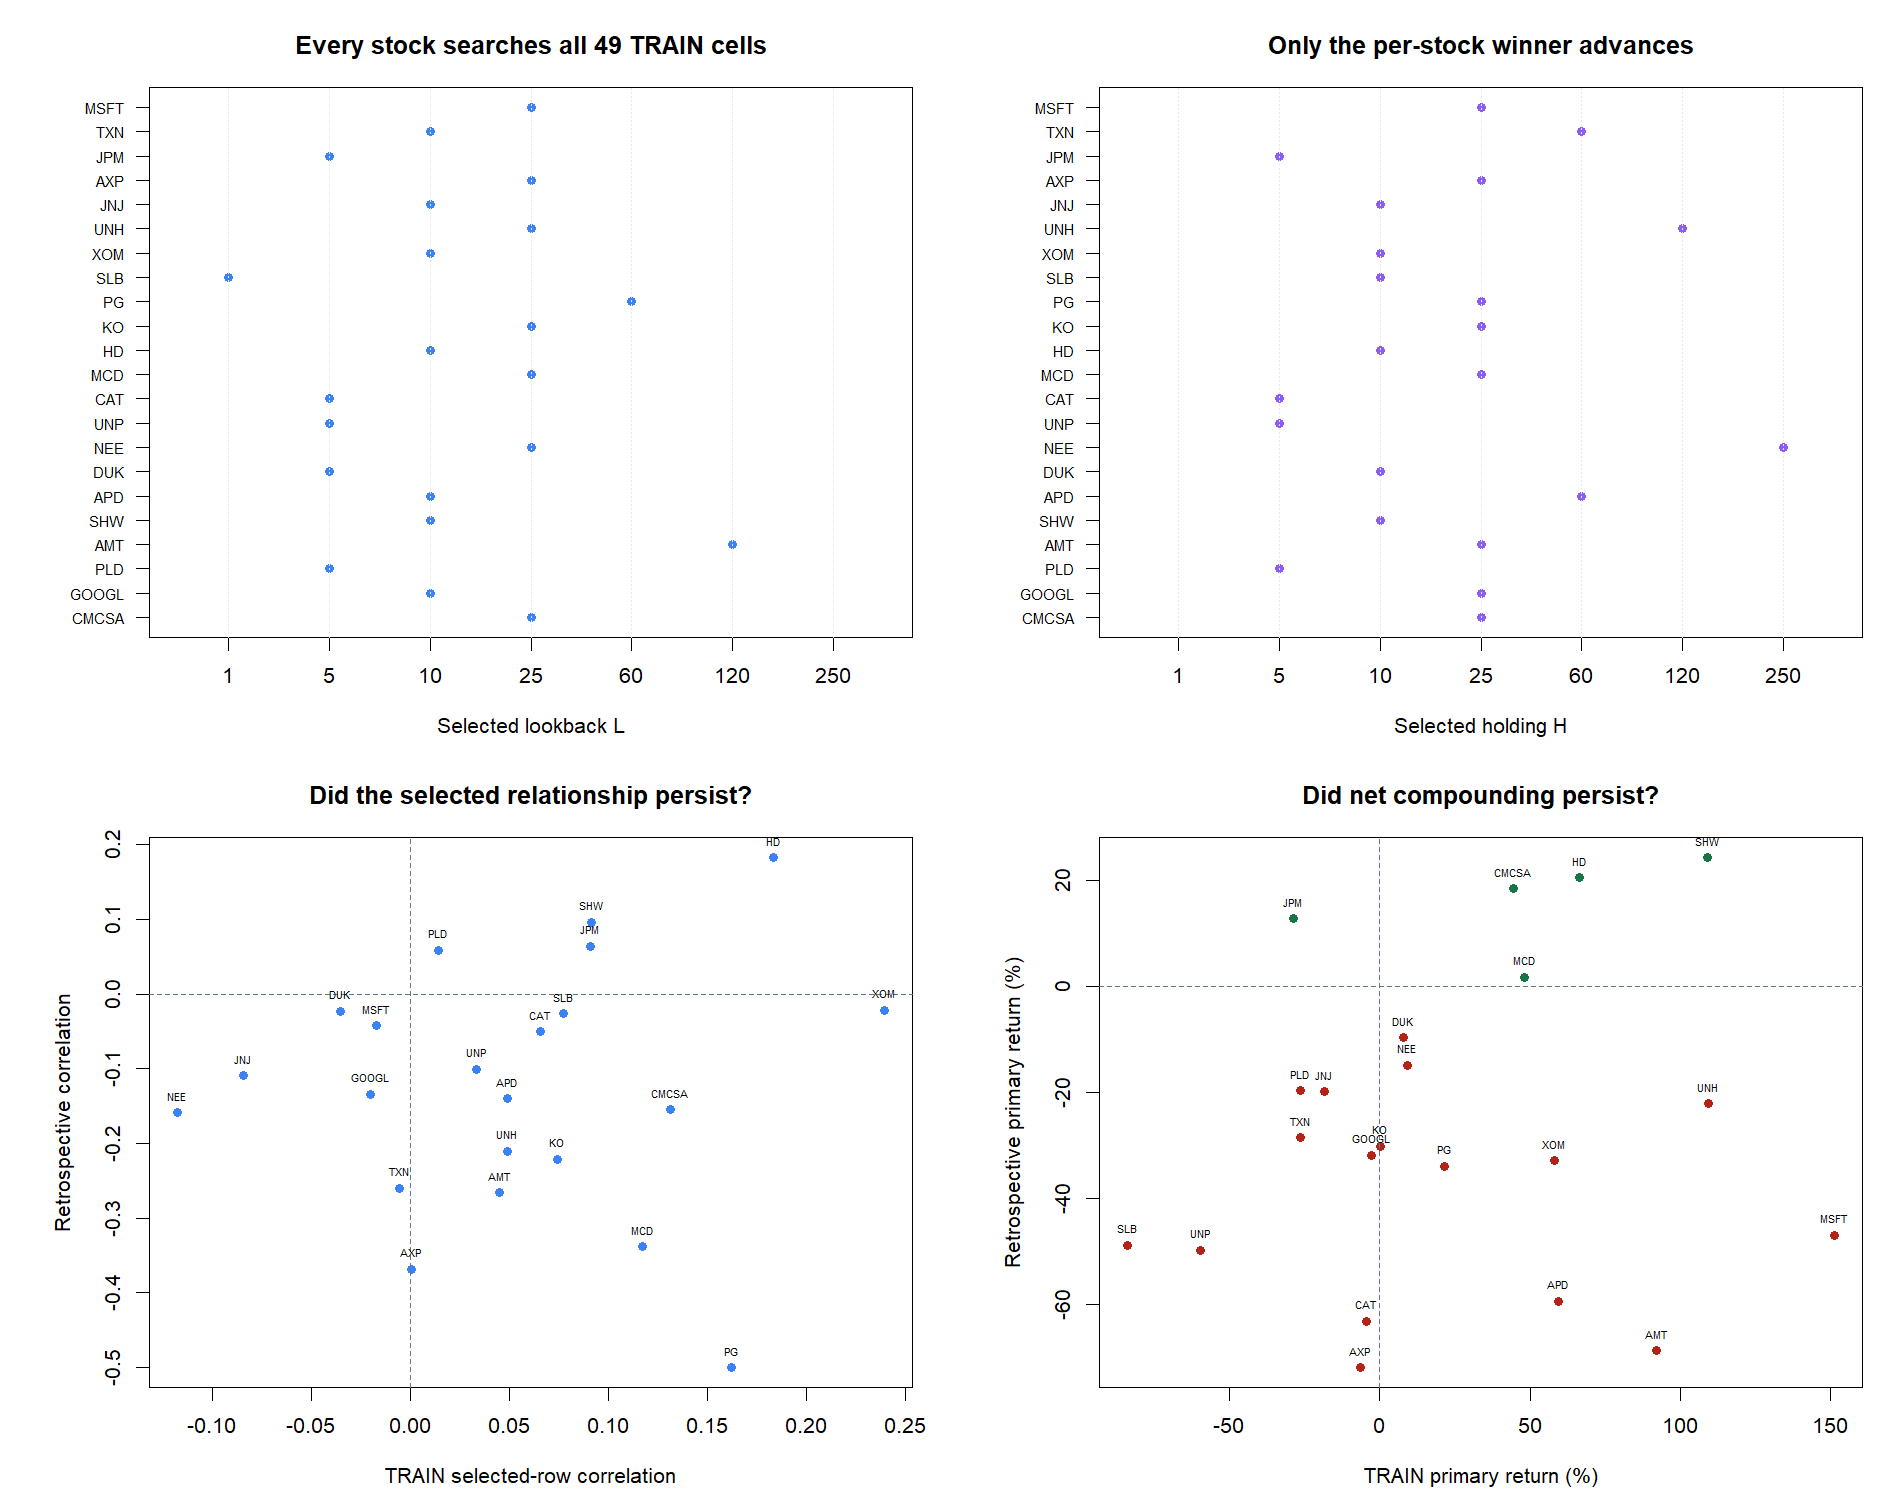 Every stock searches all 49 TRAIN cells
MSFT
TXN
JPM
AXP
JNJ
UNH
XOM
SLB
PG
KO
HD
MCD
CAT
UNP
NEE
DUK
APD
SHW
AMT
PLD
GOOGL
CMCSA
1 5 10 25 60 120 250
Selected lookback L
Only the per-stock winner advances
MSFT
TXN
JPM
AXP
JNJ
UNH
XOM
SLB
PG
KO
HD
MCD
CAT
UNP
NEE
DUK
APD
SHW
AMT
PLD
GOOGL
CMCSA
1 5 10 25 60 120 250
Selected holding H
Did the selected relationship persist?
Retrospective correlation
0.2
0.1
0.0
-0.1
-0.2
-0.3
-0.4
-0.5
HD
SHW
JPM
PLD
DUK
XOM
SLB
MSFT
CAT
UNP
JNJ
GOOGL
APD
NEE
CMCSA
UNH
KO
TXN
AMT
MCD
AXP
PG
-0.10 -0.05 0.00 0.05 0.10 0.15 0.20 0.25
TRAIN selected-row correlation
Did net compounding persist?
Retrospective primary return (%)
20
0
-20
-40
-60
SHW
HD
CMCSA
JPM
MCD
DUK
NEE
PLD
JNJ
UNH
TXN
KO
GOOGL
XOM
PG
MSFT
SLB
UNP
APD
CAT
AMT
AXP
-50 0 50 100 150
TRAIN primary return (%)